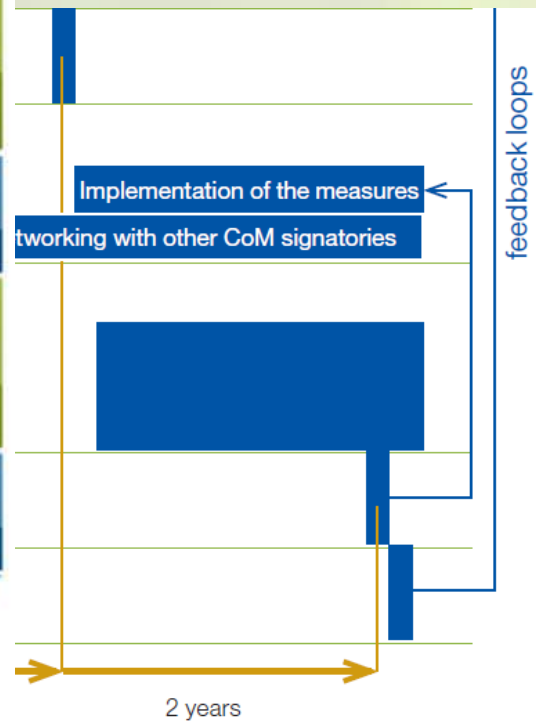 feedback loops
Implementation of the measures
tworking with other CoM signatories
2 years